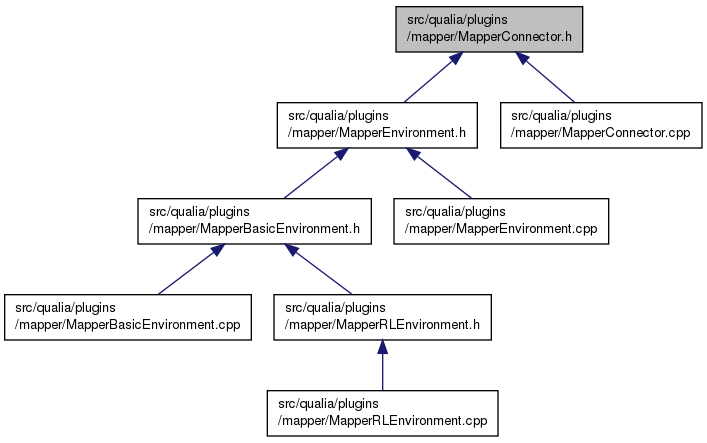 src/qualia/plugins
/mapper/MapperConnector.h
src/qualia/plugins
/mapper/MapperEnvironment.h
src/qualia/plugins
/mapper/MapperConnector.cpp
src/qualia/plugins
/mapper/MapperBasicEnvironment.h
src/qualia/plugins
/mapper/MapperEnvironment.cpp
src/qualia/plugins
/mapper/MapperBasicEnvironment.cpp
src/qualia/plugins
/mapper/MapperRLEnvironment.h
src/qualia/plugins
/mapper/MapperRLEnvironment.cpp